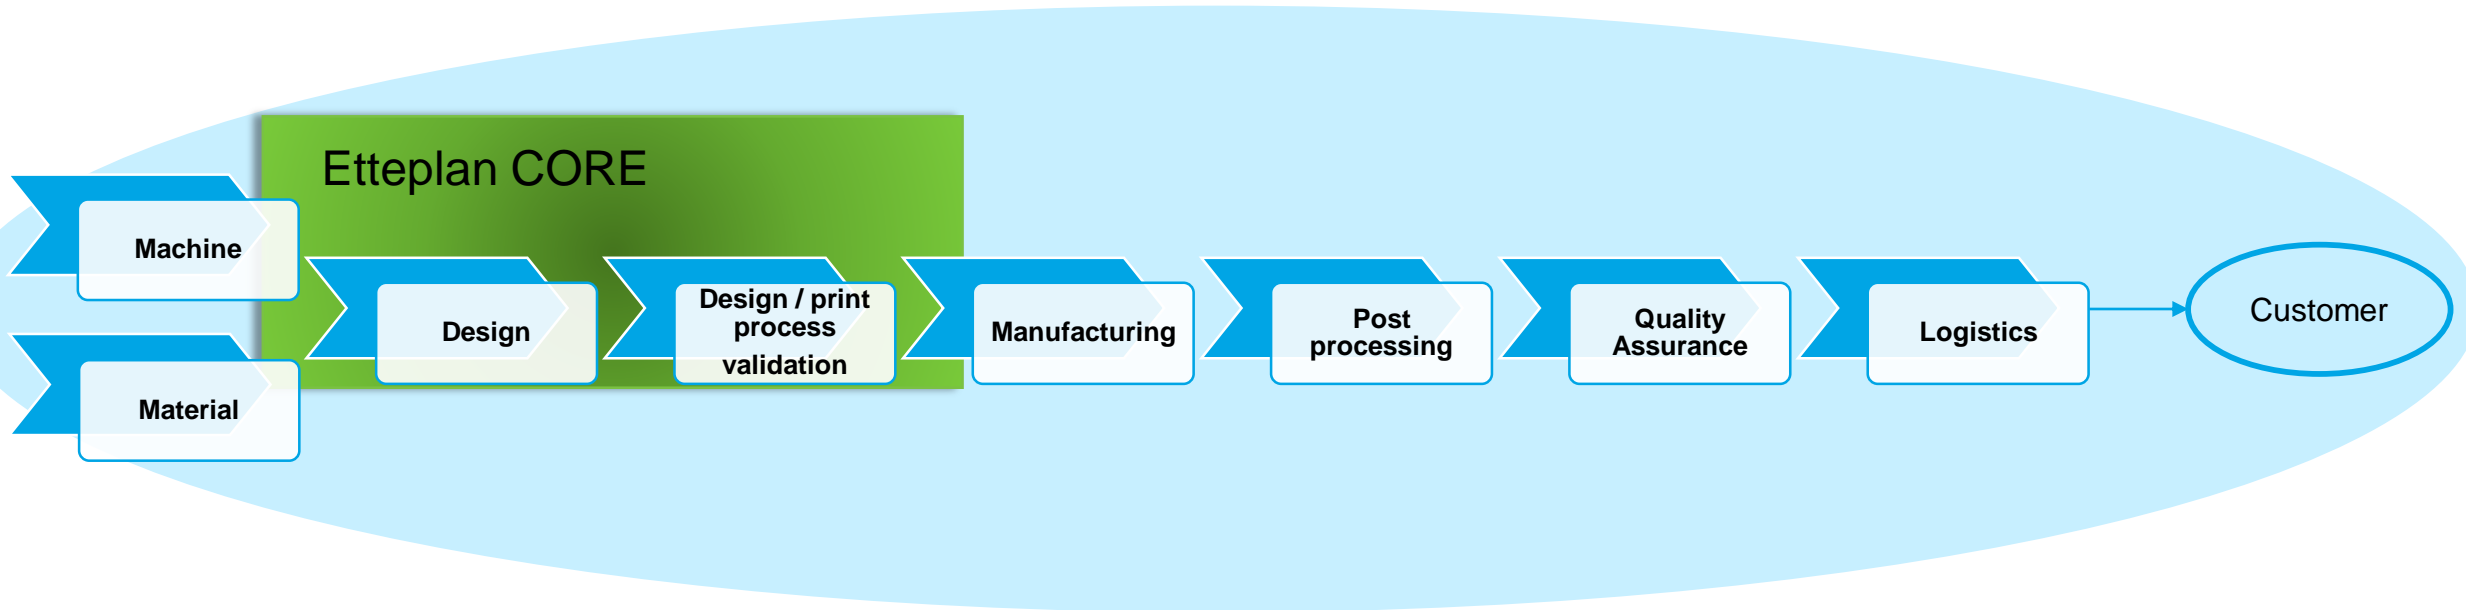 Etteplan CORE
Machine
Material
Design
Design / print
process
validation
Manufacturing
Post
processing
Quality
Assurance
Logistics
Customer